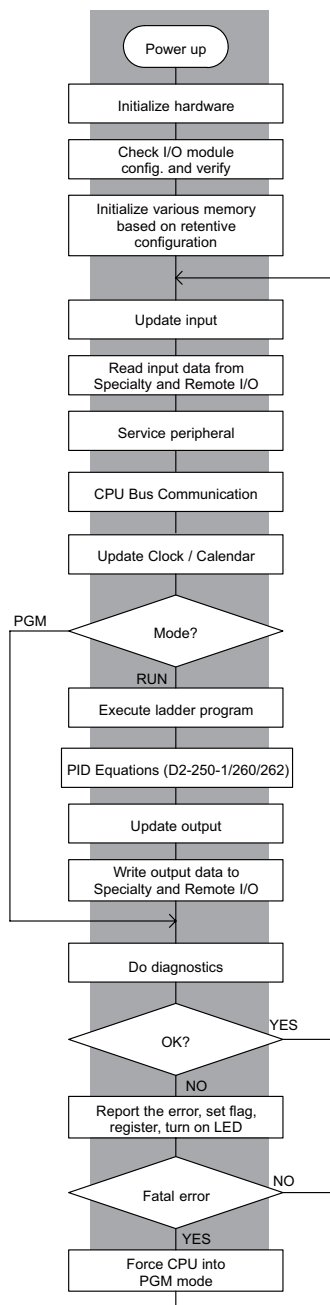 Power up
Initialize hardware
Check I/O module
config. and verify
Initialize various memory
based on retentive
configuration
Update input
Read input data from
Specialty and Remote I/O
Service peripheral
CPU Bus Communication
Update Clock / Calendar
PGM
Mode?
RUN
Execute ladder program
PID Equations (D2-250-1/260/262)
Update output
Write output data to
Specialty and Remote I/O
Do diagnostics
OK?
YES
NO
Report the error, set flag,
register, turn on LED
Fatal error
NO
YES
Force CPU into
PGM mode